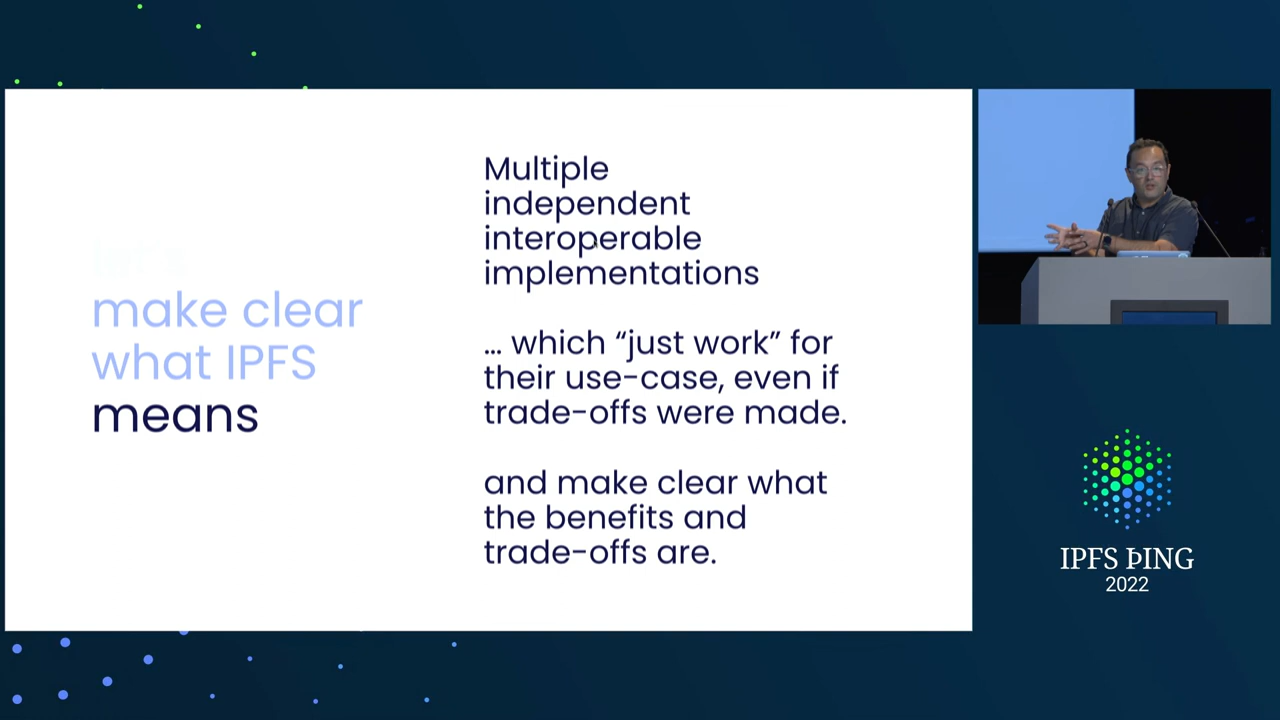 let's
make clear
what IPFS
means
Multiple
independent
interoperable
implementations
… which “just work” for
their use-case, even if
trade-offs were made.
and make clear what
the benefits and
trade-offs are.
IPFS ÞING
2022